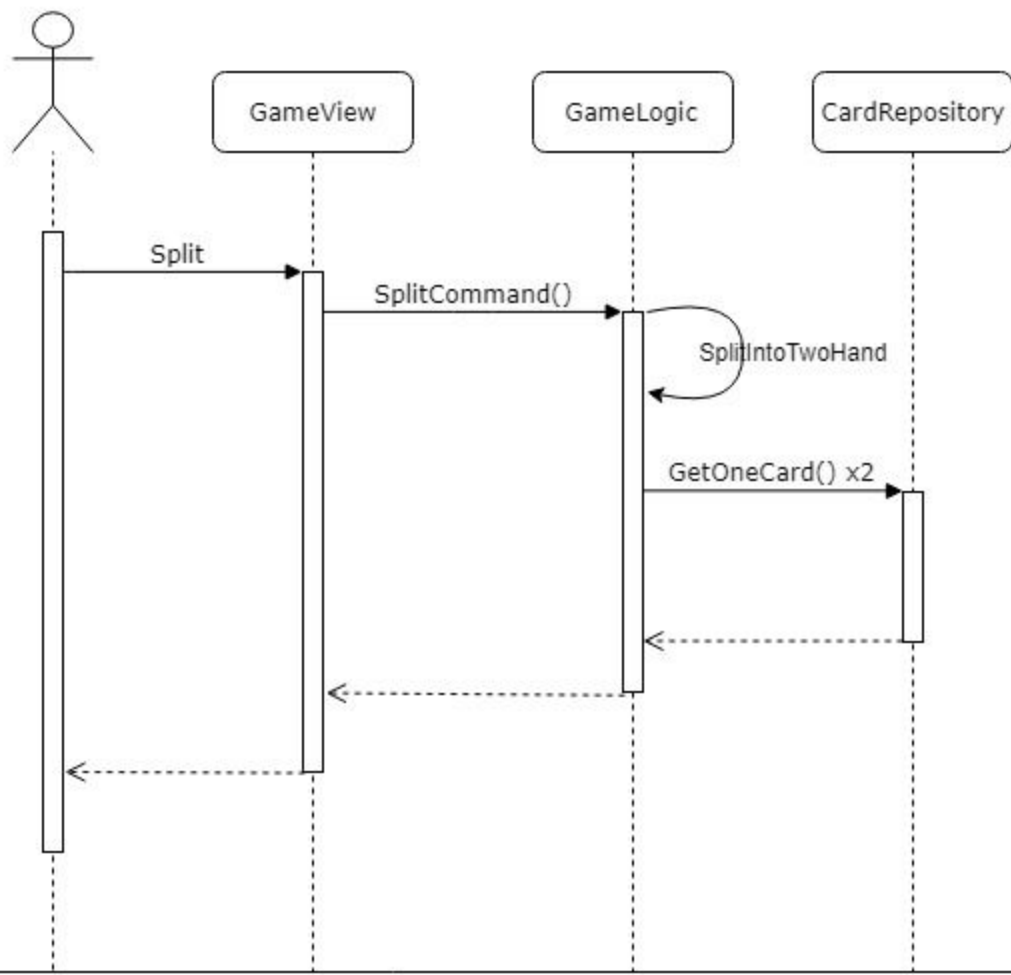 GameView
GameLogic
CardRepository
Split
SplitCommand()
SplitIntoTwoHand
GetOneCard() x2